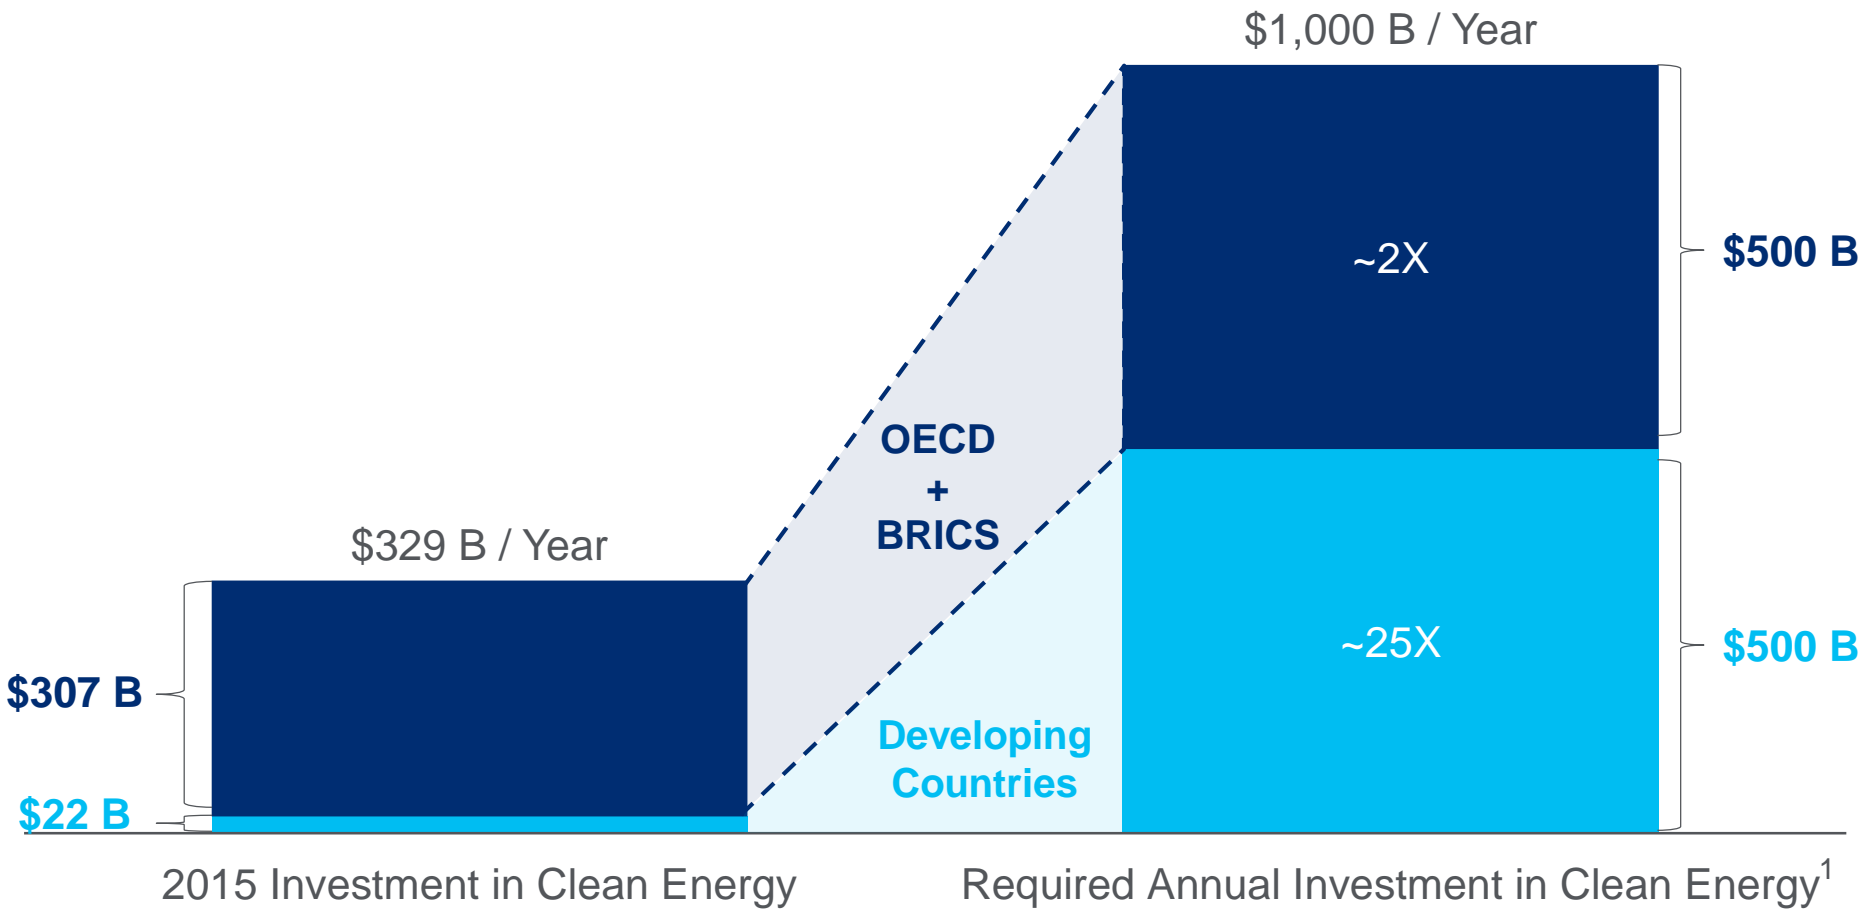 $1,000 B / Year
~2X
$500 B
OECD
+
BRICS
$329 B / Year
~25X
$500 B
$307 B
Developing
Countries
$22 B
2015 Investment in Clean Energy
Required Annual Investment in Clean Energy¹